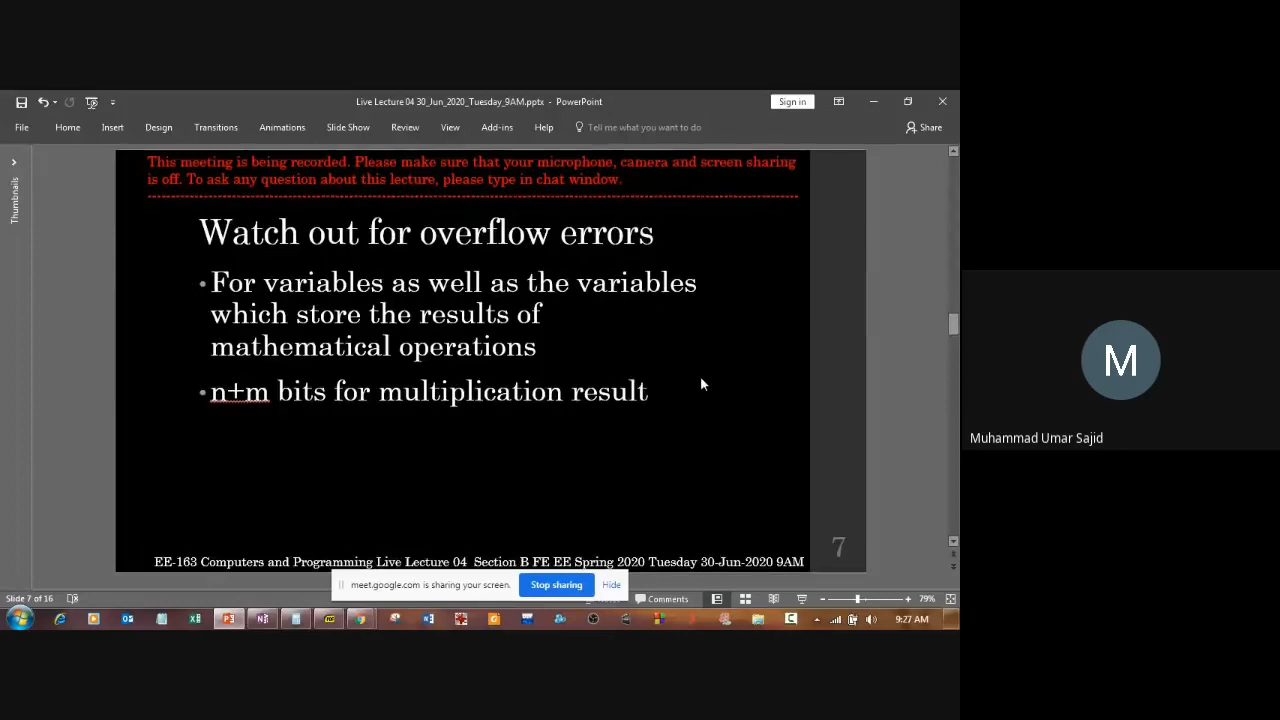 Live Lecture 04 30_Jun_2020_Tuesday_9AM.pptx - PowerPoint
Sign in
File Home Insert Design Transitions Animations Slide Show Review View Add-ins Help Tell me what you want to do Share
Thumbnails
This meeting is being recorded. Please make sure that your microphone, camera and screen sharing
is off. To ask any question about this lecture, please type in chat window.
Watch out for overflow errors
•For variables as well as the variables
which store the results of
mathematical operations
•n+m bits for multiplication result
7
EE-163 Computers and Programming Live Lecture 04 Section B FE EE Spring 2020 Tuesday 30-Jun-2020 9AM
meet.google.com is sharing your screen. Stop sharing Hide
Slide 7 of 16 Comments 79%
9:27 AM
M
Muhammad Umar Sajid